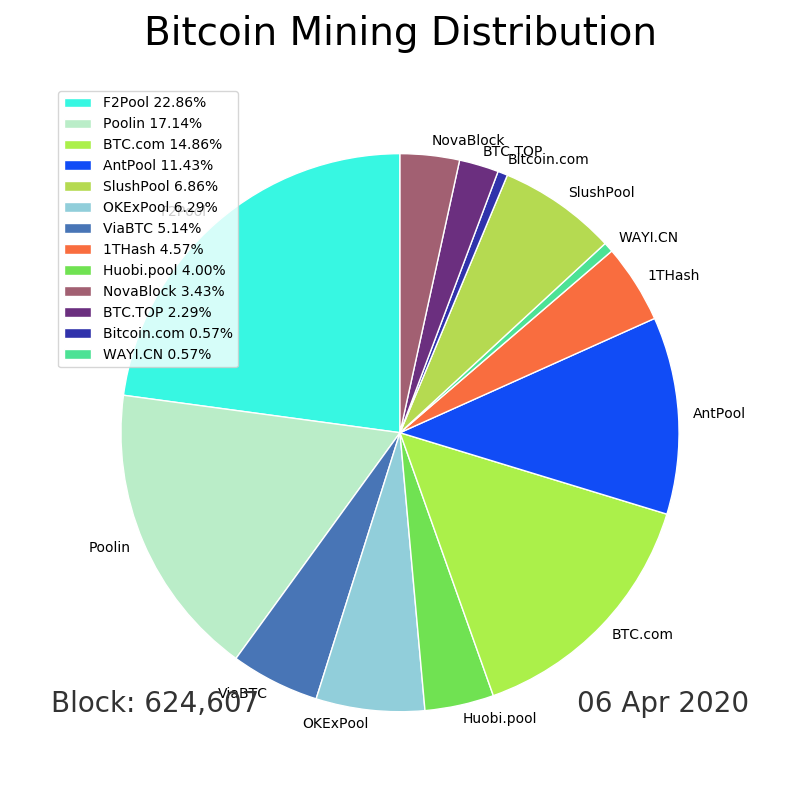 Bitcoin Mining Distribution
F2Pool 22.86%
Poolin 17.14%
BTC.com 14.86%
AntPool 11.43%
SlushPool 6.86%
OKExPool 6.29%
ViaBTC 5.14%
1THash 4.57%
Huobi.pool 4.00%
NovaBlock 3.43%
BTC.TOP 2.29%
Bitcoin.com 0.57%
WAYI.CN 0.57%
F2Pool
NovaBlock
BTC.TOP
Bitcoin.com
SlushPool
WAYI.CN
1THash
AntPool
Poolin
BTC.com
ViaBTC
OKExPool
Huobi.pool
Block: 624,607
06 Apr 2020